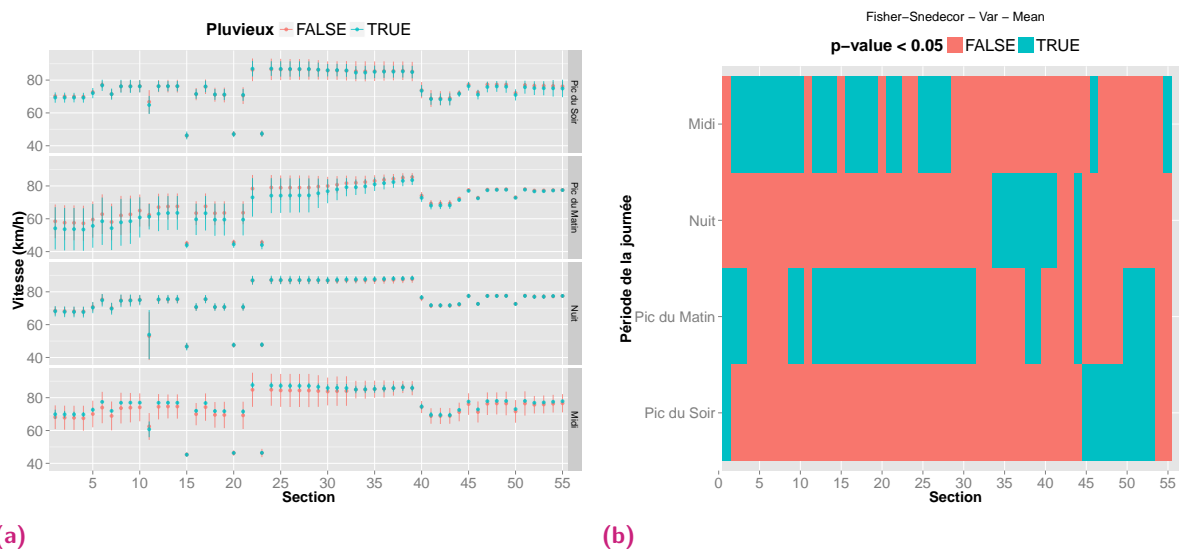 Pluvieux FALSE TRUE
80
60
40
Pic du Soir
80
60
40
Pic du Matin
80
60
40
Nuit
80
60
40
Midi
Vitesse (km/h)
5 10 15 20 25 30 35 40 45 50 55
Section
(a)
Fisher−Snedecor − Var − Mean
p−value < 0.05 FALSE TRUE
Midi
Nuit
Pic du Matin
Pic du Soir
Période de la journée
0 5 10 15 20 25 30 35 40 45 50 55
Section
(b)